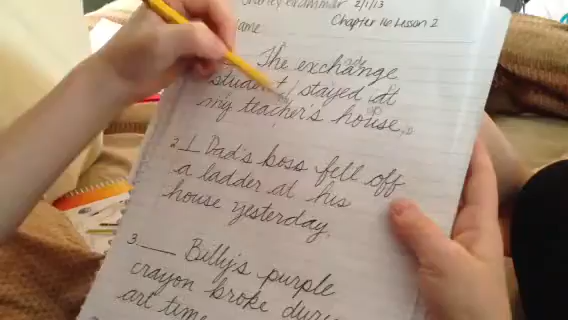 Grammar 2/1/13
Chapter 16 Lesson 2
The exchange
student stayed at
my teacher's house.
2. 1 Dad's boss fell off
a ladder at his
house yesterday.
3. Billy's purple
crayon broke
art time